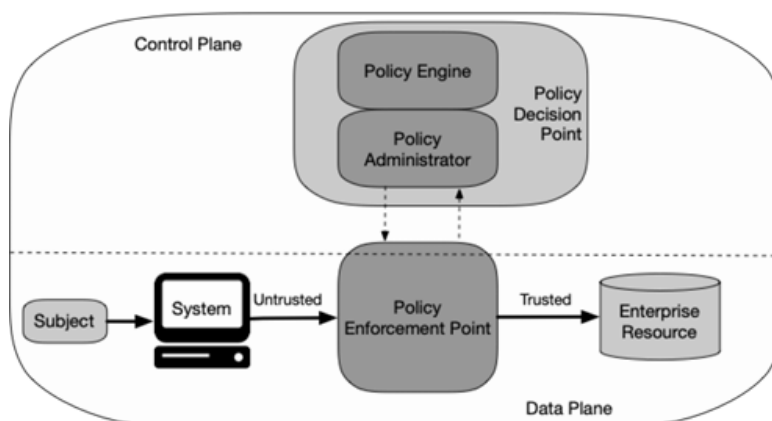 Control Plane
Policy Engine
Policy
Administrator
Policy
Decision
Point
Subject
System
Untrusted
Policy
Enforcement Point
Trusted
Enterprise
Resource
Data Plane